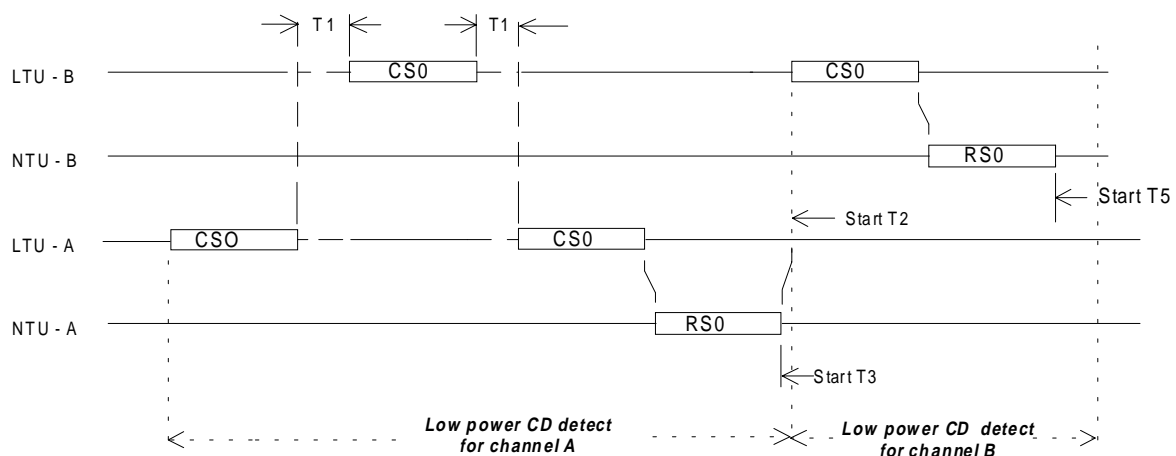 T1
T1
LTU - B
CS0
CS0
NTU - B
RS0
Start T5
Start T2
LTU - A
CSO
CS0
NTU - A
RS0
Start T3
Low power CD detect
for channel A
Low power CD detect
for channel B